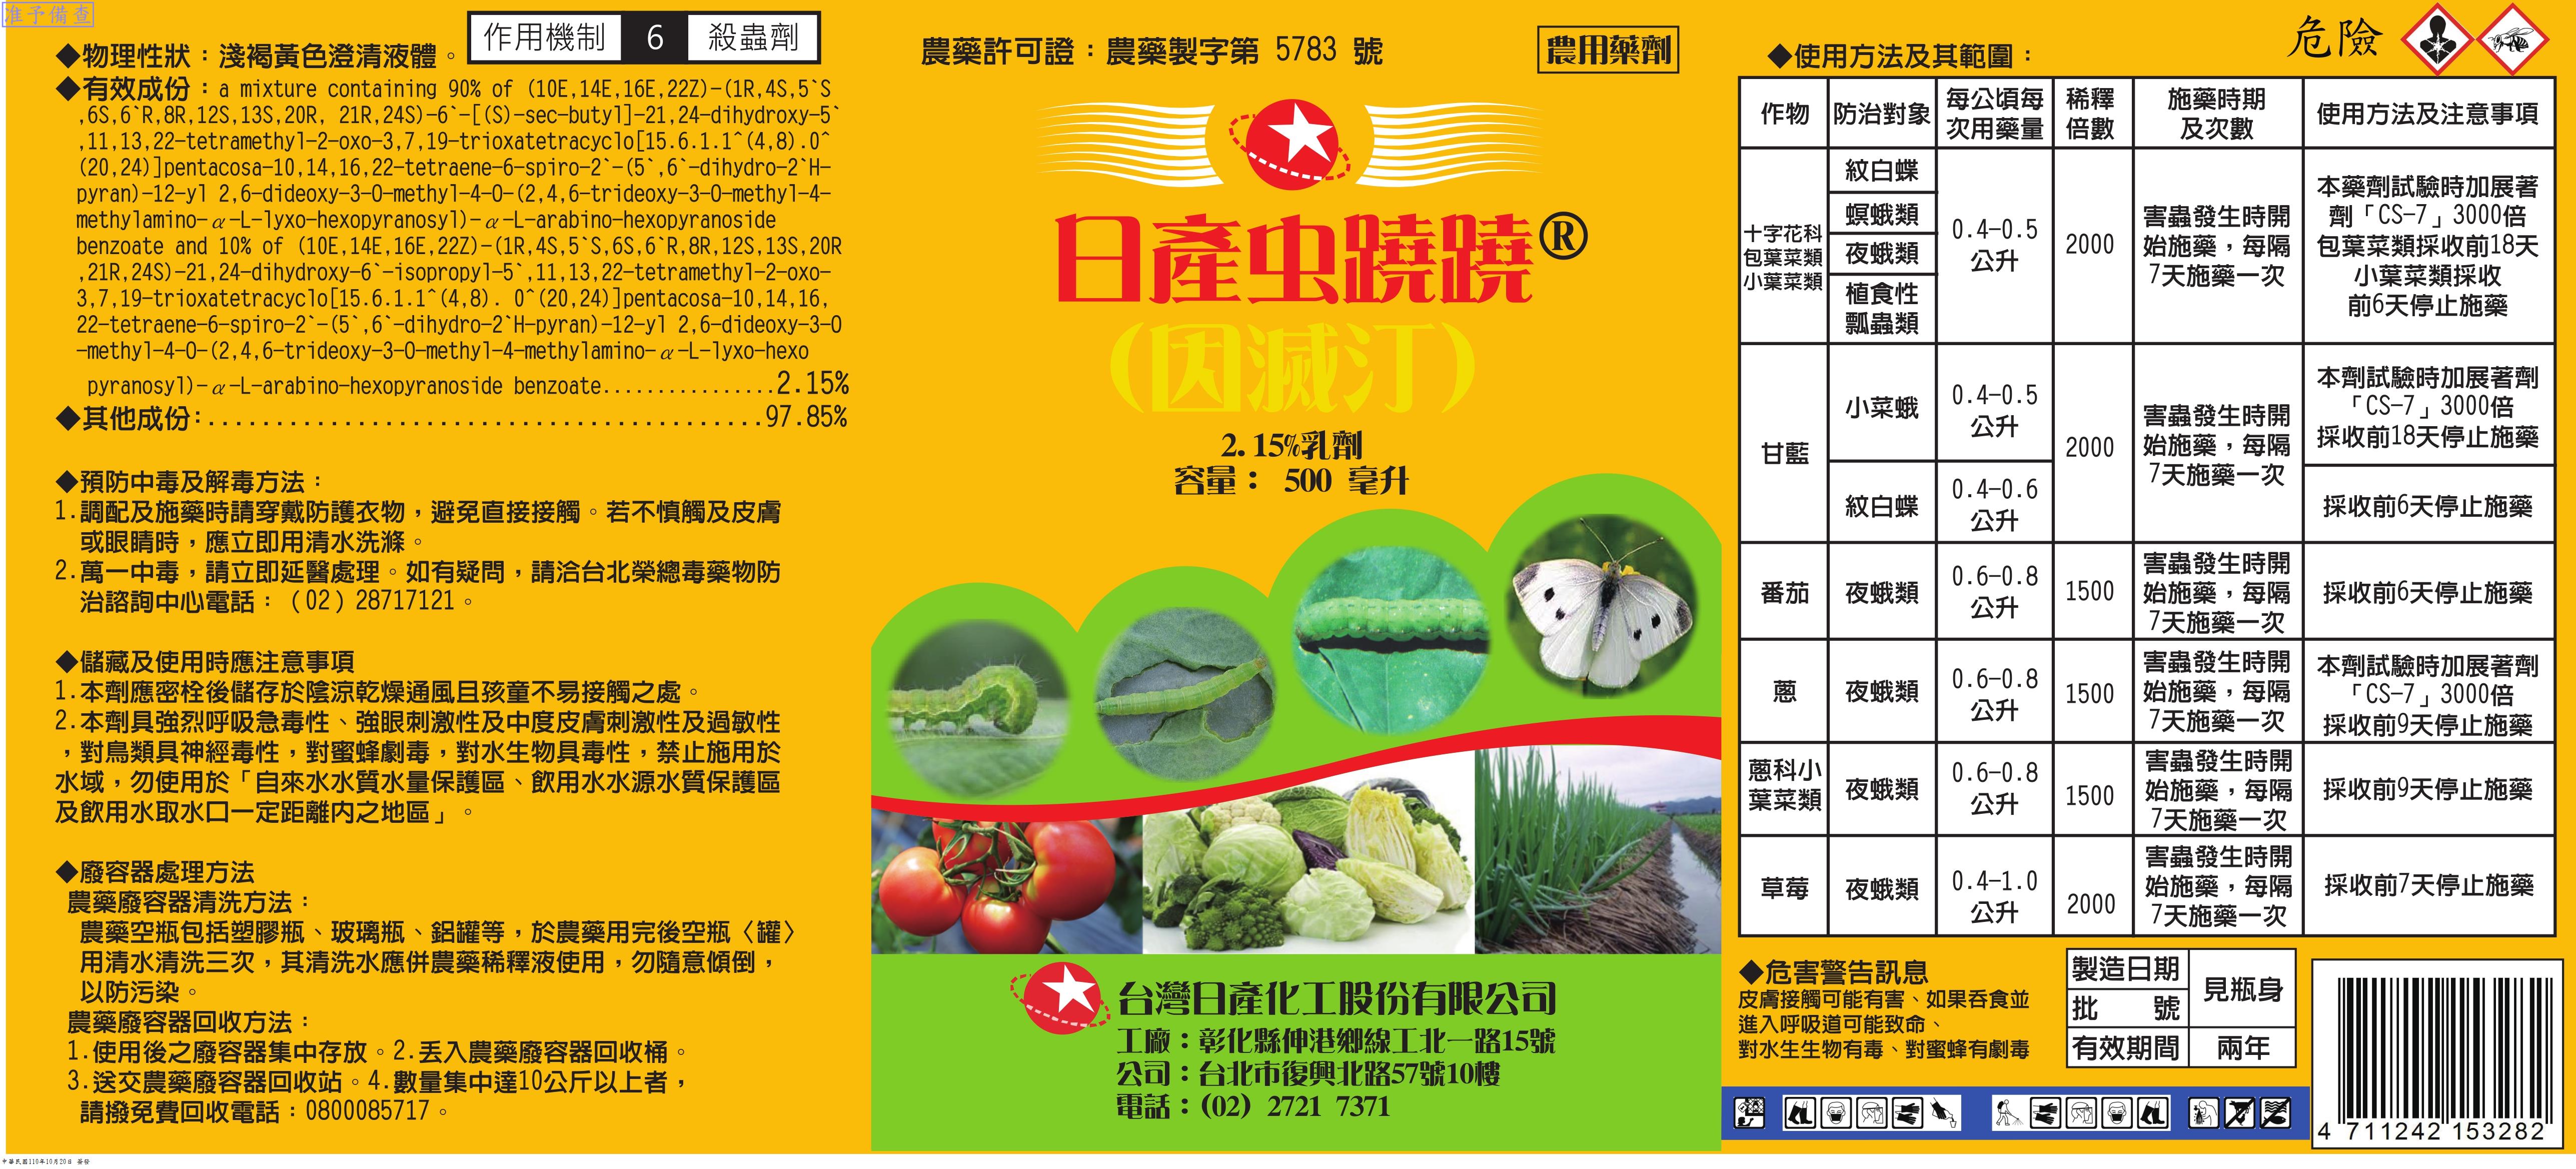 准予備查
作用機制 6 殺蟲劑
◆物理性狀：淺褐黃色澄清液體。
◆有效成份：a mixture containing 90% of (10E,14E,16E,22Z)-(1R,4S,5`S
,6S,6`R,8R,12S,13S,20R, 21R,24S)-6`-[(S)-sec-butyl]-21,24-dihydroxy-5`
,11,13,22-tetramethyl-2-oxo-3,7,19-trioxatetracyclo[15.6.1.1^(4,8).0^
(20,24)]pentacosa-10,14,16,22-tetraene-6-spiro-2`-(5`,6`-dihydro-2`H-
pyran)-12-yl 2,6-dideoxy-3-O-methyl-4-O-(2,4,6-trideoxy-3-O-methyl-4-
methylamino-α-L-lyxo-hexopyranosyl)-α-L-arabino-hexopyranoside
benzoate and 10% of (10E,14E,16E,22Z)-(1R,4S,5`S,6S,6`R,8R,12S,13S,20R
,21R,24S)-21,24-dihydroxy-6`-isopropyl-5`,11,13,22-tetramethyl-2-oxo-
3,7,19-trioxatetracyclo[15.6.1.1^(4,8). 0^(20,24)]pentacosa-10,14,16,
22-tetraene-6-spiro-2`-(5`,6`-dihydro-2`H-pyran)-12-yl 2,6-dideoxy-3-O
-methyl-4-O-(2,4,6-trideoxy-3-O-methyl-4-methylamino-α-L-lyxo-hexo
pyranosyl)-α-L-arabino-hexopyranoside benzoate................2.15%
◆其他成份:.........................................97.85%
◆預防中毒及解毒方法：
1.調配及施藥時請穿戴防護衣物，避免直接接觸。若不慎觸及皮膚
或眼睛時，應立即用清水洗滌。
2.萬一中毒，請立即延醫處理。如有疑問，請洽台北榮總毒藥物防
治諮詢中心電話：（02）28717121。
◆儲藏及使用時應注意事項
1.本劑應密栓後儲存於陰涼乾燥通風且孩童不易接觸之處。
2.本劑具強烈呼吸急毒性、強眼刺激性及中度皮膚刺激性及過敏性
，對鳥類具神經毒性，對蜜蜂劇毒，對水生物具毒性，禁止施用於
水域，勿使用於「自來水水質水量保護區、飲用水水源水質保護區
及飲用水取水口一定距離內之地區」。
◆廢容器處理方法
農藥廢容器清洗方法：
農藥空瓶包括塑膠瓶、玻璃瓶、鋁罐等，於農藥用完後空瓶〈罐〉
用清水清洗三次，其清洗水應併農藥稀釋液使用，勿隨意傾倒，
以防污染。
農藥廢容器回收方法：
1.使用後之廢容器集中存放。2.丟入農藥廢容器回收桶。
3.送交農藥廢容器回收站。4.數量集中達10公斤以上者，
請撥免費回收電話：0800085717。
中華民國110年10月20日 簽發
農藥許可證：農藥製字第 5783 號
農用藥劑
日產虫蹺蹺®
(因滅汀)
2.15%乳劑
容量： 500 毫升
台灣日產化工股份有限公司
工廠：彰化縣伸港鄉線工北一路15號
公司：台北市復興北路57號10樓
電話：(02) 2721 7371
◆使用方法及其範圍：
危險
作物 防治對象 每公頃每次用藥量 稀釋倍數 施藥時期及次數 使用方法及注意事項
十字花科
包葉菜類
小葉菜類
紋白蝶
螟蛾類
夜蛾類
植食性
瓢蟲類
0.4-0.5
公升
2000
害蟲發生時開
始施藥，每隔
7天施藥一次
本藥劑試驗時加展著
劑「CS-7」3000倍
包葉菜類採收前18天
小葉菜類採收
前6天停止施藥
甘藍
小菜蛾
0.4-0.5
公升
2000
害蟲發生時開
始施藥，每隔
7天施藥一次
本劑試驗時加展著劑
「CS-7」3000倍
採收前18天停止施藥
紋白蝶
0.4-0.6
公升
採收前6天停止施藥
番茄
夜蛾類
0.6-0.8
公升
1500
害蟲發生時開
始施藥，每隔
7天施藥一次
採收前6天停止施藥
蔥
夜蛾類
0.6-0.8
公升
1500
害蟲發生時開
始施藥，每隔
7天施藥一次
本劑試驗時加展著劑
「CS-7」3000倍
採收前9天停止施藥
蔥科小
葉菜類
夜蛾類
0.6-0.8
公升
1500
害蟲發生時開
始施藥，每隔
7天施藥一次
採收前9天停止施藥
草莓
夜蛾類
0.4-1.0
公升
2000
害蟲發生時開
始施藥，每隔
7天施藥一次
採收前7天停止施藥
◆危害警告訊息
皮膚接觸可能有害、如果吞食並
進入呼吸道可能致命、
對水生生物有毒、對蜜蜂有劇毒
製造日期
批 號
見瓶身
有效期間 兩年
4 711242 153282